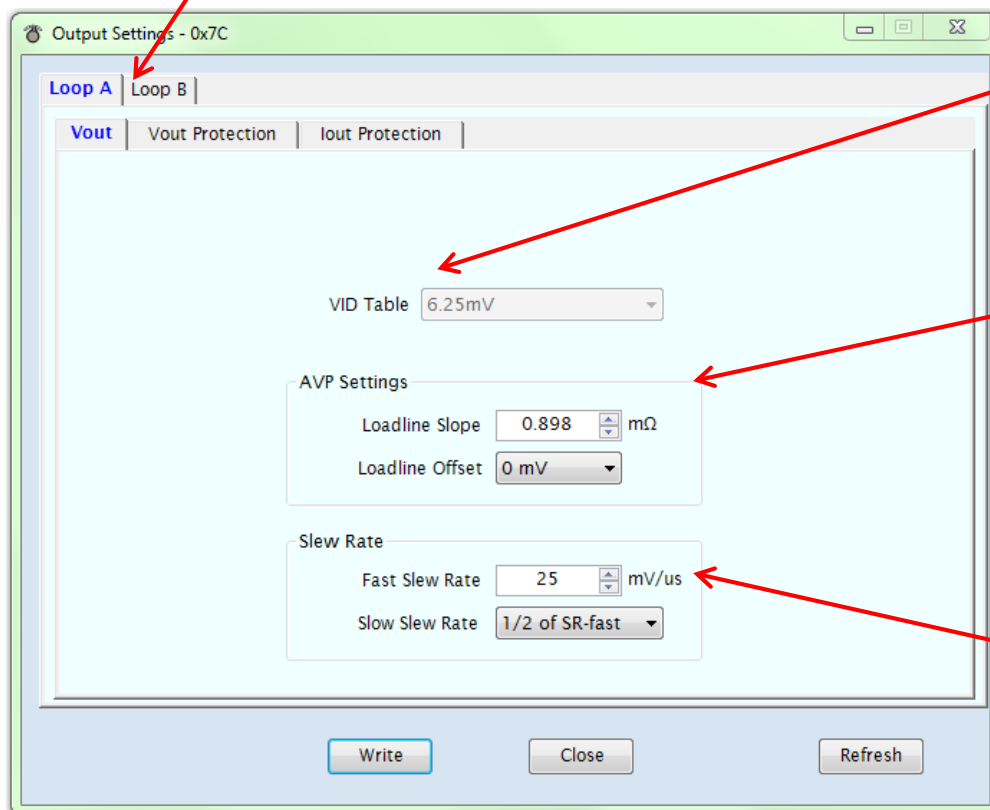 Output Settings - 0x7C
Loop A Loop B
Vout Vout Protection Iout Protection
VID Table 6.25mV
AVP Settings
Loadline Slope 0.898 mΩ
Loadline Offset 0 mV
Slew Rate
Fast Slew Rate 25 mV/us
Slow Slew Rate 1/2 of SR-fast
Write Close Refresh